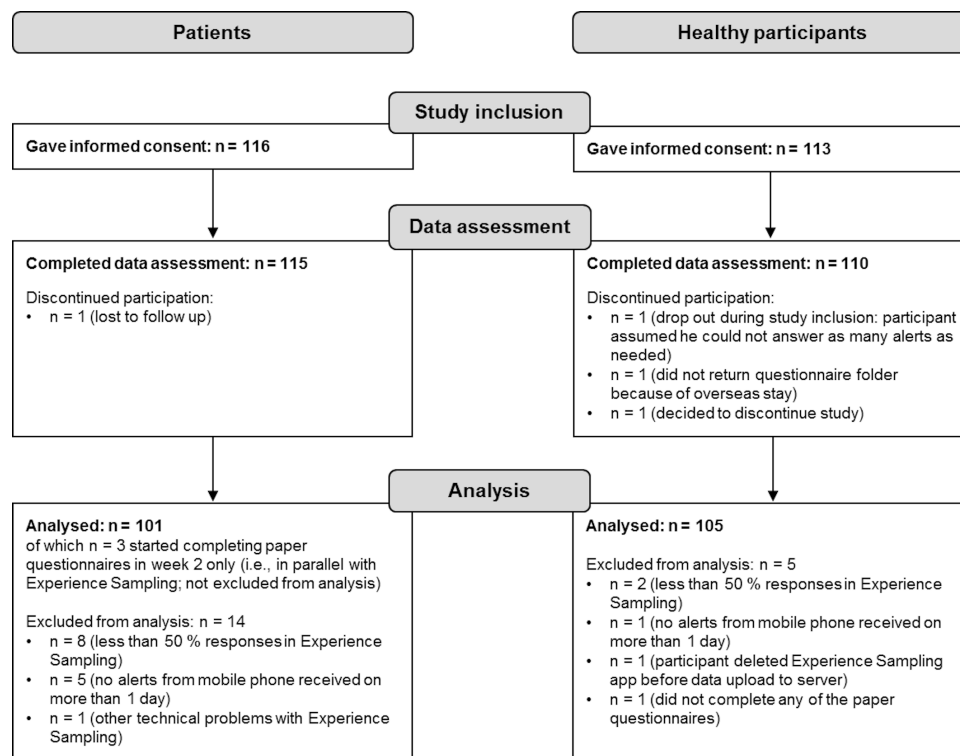 Patients
Healthy participants
Study inclusion
Gave informed consent: n = 116
Gave informed consent: n = 113
Data assessment
Completed data assessment: n = 115
Discontinued participation:
• n = 1 (lost to follow up)
Completed data assessment: n = 110
Discontinued participation:
• n = 1 (drop out during study inclusion: participant
assumed he could not answer as many alerts as
needed)
• n = 1 (did not return questionnaire folder
because of overseas stay)
• n = 1 (decided to discontinue study)
Analysis
Analysed: n = 101
of which n = 3 started completing paper
questionnaires in week 2 only (i.e., in parallel with
Experience Sampling; not excluded from analysis)
Excluded from analysis: n = 14
• n = 8 (less than 50 % responses in Experience
Sampling)
• n = 5 (no alerts from mobile phone received on
more than 1 day)
• n = 1 (other technical problems with Experience
Sampling)
Analysed: n = 105
Excluded from analysis: n = 5
• n = 2 (less than 50 % responses in Experience
Sampling)
• n = 1 (no alerts from mobile phone received on
more than 1 day)
• n = 1 (participant deleted Experience Sampling
app before data upload to server)
• n = 1 (did not complete any of the paper
questionnaires)